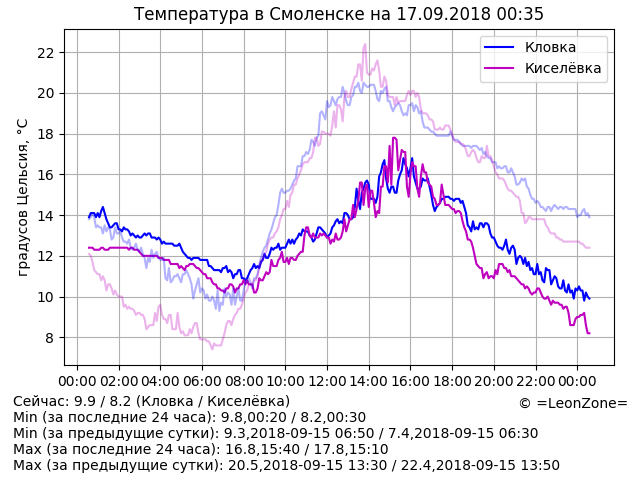 Температура в Смоленске на 17.09.2018 00:35
градусов Цельсия, °C
22
20
18
16
14
12
10
8
Кловка
Киселёвка
00:00 02:00 04:00 06:00 08:00 10:00 12:00 14:00 16:00 18:00 20:00 22:00 00:00
Сейчас: 9.9 / 8.2 (Кловка / Киселёвка)
© =LeonZone=
Min (за последние 24 часа): 9.8,00:20 / 8.2,00:30
Min (за предыдущие сутки): 9.3,2018-09-15 06:50 / 7.4,2018-09-15 06:30
Max (за последние 24 часа): 16.8,15:40 / 17.8,15:10
Max (за предыдущие сутки): 20.5,2018-09-15 13:30 / 22.4,2018-09-15 13:50